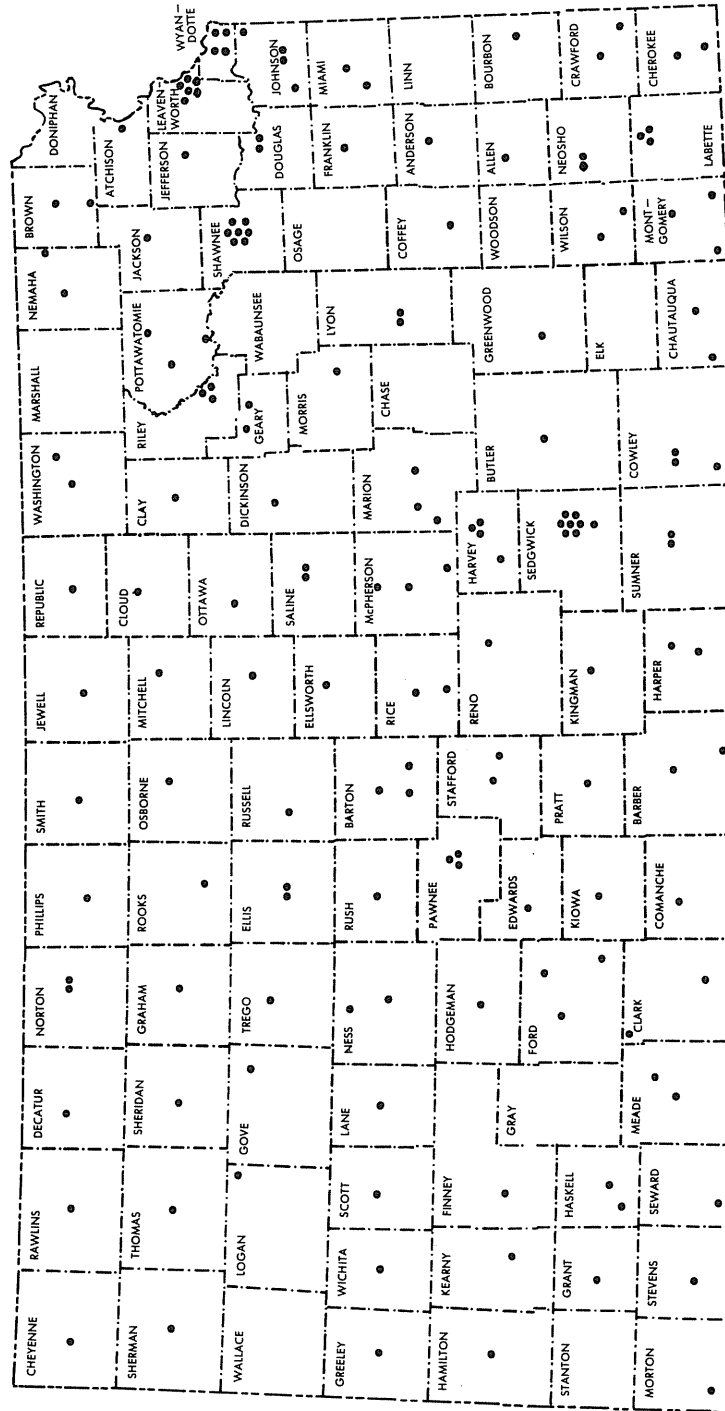 CHEYENNE
RAWLINS
DECATUR
NORTON
PHILLIPS
SMITH
JEWELL
REPUBLIC
WASHINGTON
MARSHALL
NEMAHA
BROWN
DONIPHAN
SHERMAN
THOMAS
SHERIDAN
GRAHAM
ROOKS
OSBORNE
MITCHELL
CLOUD
CLAY
RILEY
POTTAWATOMIE
JACKSON
ATCHISON
JEFFERSON
LEAVEN-
WORTH
WYAN-
DOTTE
WALLACE
LOGAN
GOVE
TREGO
ELLIS
RUSSELL
LINCOLN
OTTAWA
DICKINSON
GEARY
WABAUNSEE
SHAWNEE
DOUGLAS
JOHNSON
GREELEY
WICHITA
SCOTT
LANE
NESS
RUSH
BARTON
ELLSWORTH
SALINE
MORRIS
LYON
OSAGE
FRANKLIN
MIAMI
RICE
McPHERSON
MARION
CHASE
COFFEY
ANDERSON
LINN
HAMILTON
KEARNY
FINNEY
HODGEMAN
PAWNEE
STAFFORD
RENO
HARVEY
BUTLER
GREENWOOD
WOODSON
ALLEN
BOURBON
GRAY
FORD
EDWARDS
PRATT
KINGMAN
SEDGWICK
ELK
WILSON
NEOSHO
CRAWFORD
STANTON
GRANT
HASKELL
KIOWA
MORTON
STEVENS
SEWARD
MEADE
CLARK
COMANCHE
BARBER
HARPER
SUMNER
COWLEY
CHAUTAUQUA
MONT-
GOMERY
LABETTE
CHEROKEE